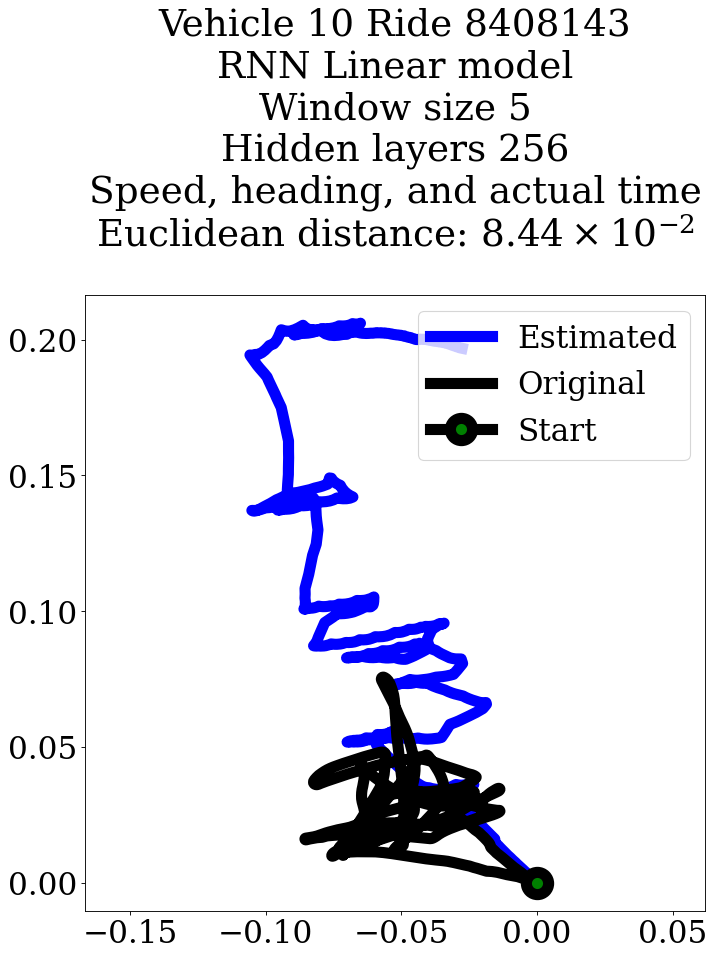 Vehicle 10 Ride 8408143
RNN Linear model
Window size 5
Hidden layers 256
Speed, heading, and actual time
Euclidean distance: 8.44 × 10⁻²
Estimated
Original
Start
0.20
0.15
0.10
0.05
0.00
−0.15 −0.10 −0.05 0.00 0.05